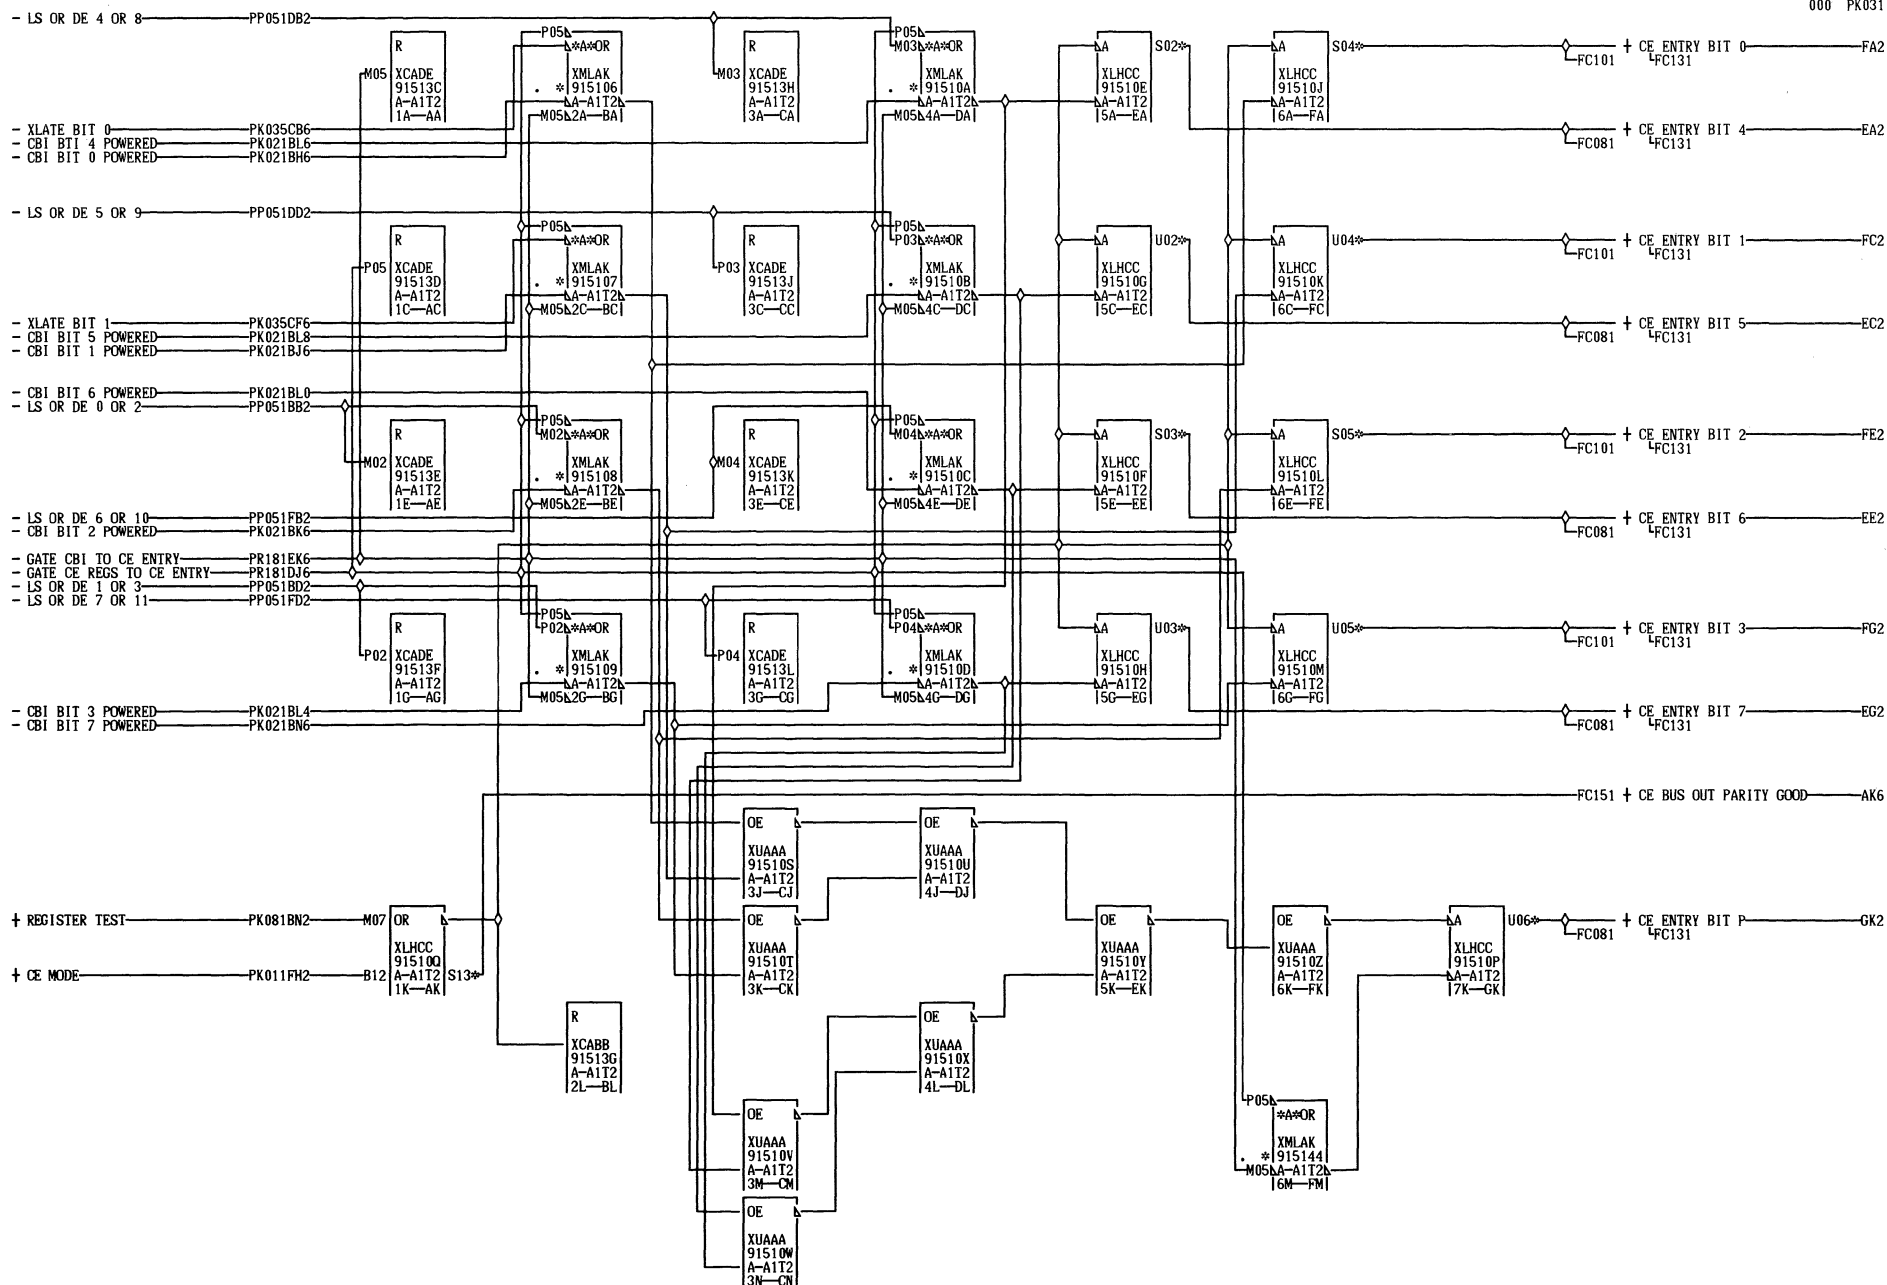 000 PK031
- LS OR DE 4 OR 8 PP051DB2
P05 P05
R *A*OR R M03 *A*OR A S02* A S04* + CE ENTRY BIT 0 FA2
FC101 FC131
M05 XCADE XMLAK M03 XCADE XMLAK XLHCC XLHCC
91513C . * 915106 91513H . * 91510A 91510E 91510J
A-A1T2 A-A1T2 A-A1T2 A-A1T2 A-A1T2 A-A1T2
1A—AA M05 2A—BA 3A—CA M05 4A—DA 5A—EA 6A—FA
- XLATE BIT 0 PK035CB6 + CE ENTRY BIT 4 EA2
- CBI BTI 4 POWERED PK021BL6 FC081 FC131
- CBI BIT 0 POWERED PK021BH6
- LS OR DE 5 OR 9 PP051DD2
P05 P05
R *A*OR R P03 *A*OR A U02* A U04* + CE ENTRY BIT 1 FC2
FC101 FC131
P05 XCADE XMLAK P03 XCADE XMLAK XLHCC XLHCC
91513D . * 915107 91513J . * 91510B 91510G 91510K
A-A1T2 A-A1T2 A-A1T2 A-A1T2 A-A1T2 A-A1T2
1C—AC M05 2C—BC 3C—CC M05 4C—DC 5C—EC 6C—FC
- XLATE BIT 1 PK035CF6 + CE ENTRY BIT 5 EC2
- CBI BIT 5 POWERED PK021BL8 FC081 FC131
- CBI BIT 1 POWERED PK021BJ6
- CBI BIT 6 POWERED PK021BL0
- LS OR DE 0 OR 2 PP051BB2
P05 P05
R M02 *A*OR R M04 *A*OR A S03* A S05* + CE ENTRY BIT 2 FE2
FC101 FC131
M02 XCADE XMLAK M04 XCADE XMLAK XLHCC XLHCC
91513E . * 915108 91513K . * 91510C 91510F 91510L
A-A1T2 A-A1T2 A-A1T2 A-A1T2 A-A1T2 A-A1T2
1E—AE M05 2E—BE 3E—CE M05 4E—DE 5E—EE 6E—FE
- LS OR DE 6 OR 10 PP051FB2 + CE ENTRY BIT 6 EE2
- CBI BIT 2 POWERED PK021BK6 FC081 FC131
- GATE CBI TO CE ENTRY PR181EK6
- GATE CE REGS TO CE ENTRY PR181DJ6
- LS OR DE 1 OR 3 PP051BD2
- LS OR DE 7 OR 11 PP051FD2
P05 P05
R P02 *A*OR R P04 *A*OR A U03* A U05* + CE ENTRY BIT 3 FG2
FC101 FC131
P02 XCADE XMLAK P04 XCADE XMLAK XLHCC XLHCC
91513F . * 915109 91513L . * 91510D 91510H 91510M
A-A1T2 A-A1T2 A-A1T2 A-A1T2 A-A1T2 A-A1T2
1G—AG M05 2G—BG 3G—CG M05 4G—DG 5G—EG 6G—FG
- CBI BIT 3 POWERED PK021BL4 + CE ENTRY BIT 7 EG2
- CBI BIT 7 POWERED PK021BN6 FC081 FC131
FC151 + CE BUS OUT PARITY GOOD AK6
OE OE
XUAAA XUAAA
91510S 91510U
A-A1T2 A-A1T2
3J—CJ 4J—DJ
+ REGISTER TEST PK081BN2 M07 OR OE OE OE A U06* + CE ENTRY BIT P GK2
FC081 FC131
XLHCC XUAAA XUAAA XUAAA XLHCC
91510Q 91510T 91510Y 91510Z 91510P
+ CE MODE PK011FH2 B12 A-A1T2 S13* A-A1T2 A-A1T2 A-A1T2 A-A1T2
1K—AK 3K—CK 5K—EK 6K—FK 7K—GK
R OE
XCABB XUAAA
91513G 91510X
A-A1T2 A-A1T2
2L—BL 4L—DL
P05
OE *A*OR
XUAAA XMLAK
91510V . * 915144
A-A1T2 M05 A-A1T2
3M—CM 6M—FM
OE
XUAAA
91510W
A-A1T2
3N—CN